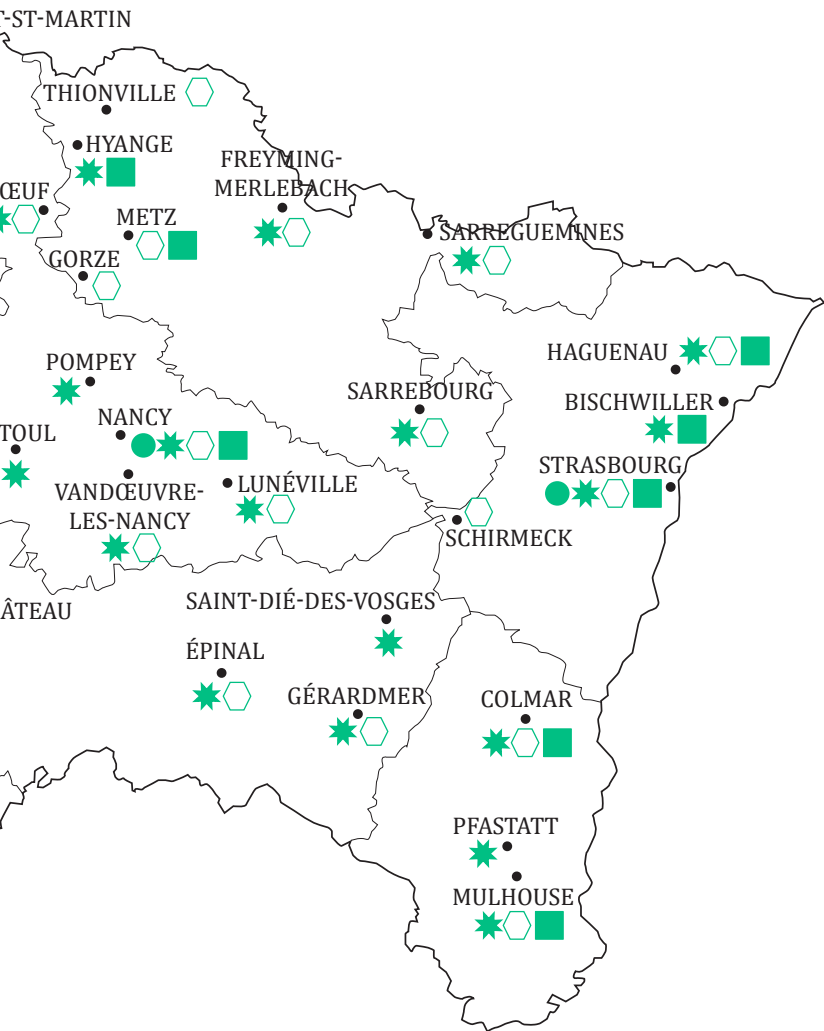 T-ST-MARTIN
THIONVILLE
HYANGE
FREYMING-
MERLEBACH
ŒUF
METZ
SARREGUEMINES
GORZE
HAGUENAU
POMPEY
SARREBOURG
BISCHWILLER
NANCY
TOUL
STRASBOURG
LUNÉVILLE
VANDŒUVRE-
LES-NANCY
SCHIRMECK
SAINT-DIÉ-DES-VOSGES
ÂTEAU
ÉPINAL
GÉRARDMER
COLMAR
PFASTATT
MULHOUSE